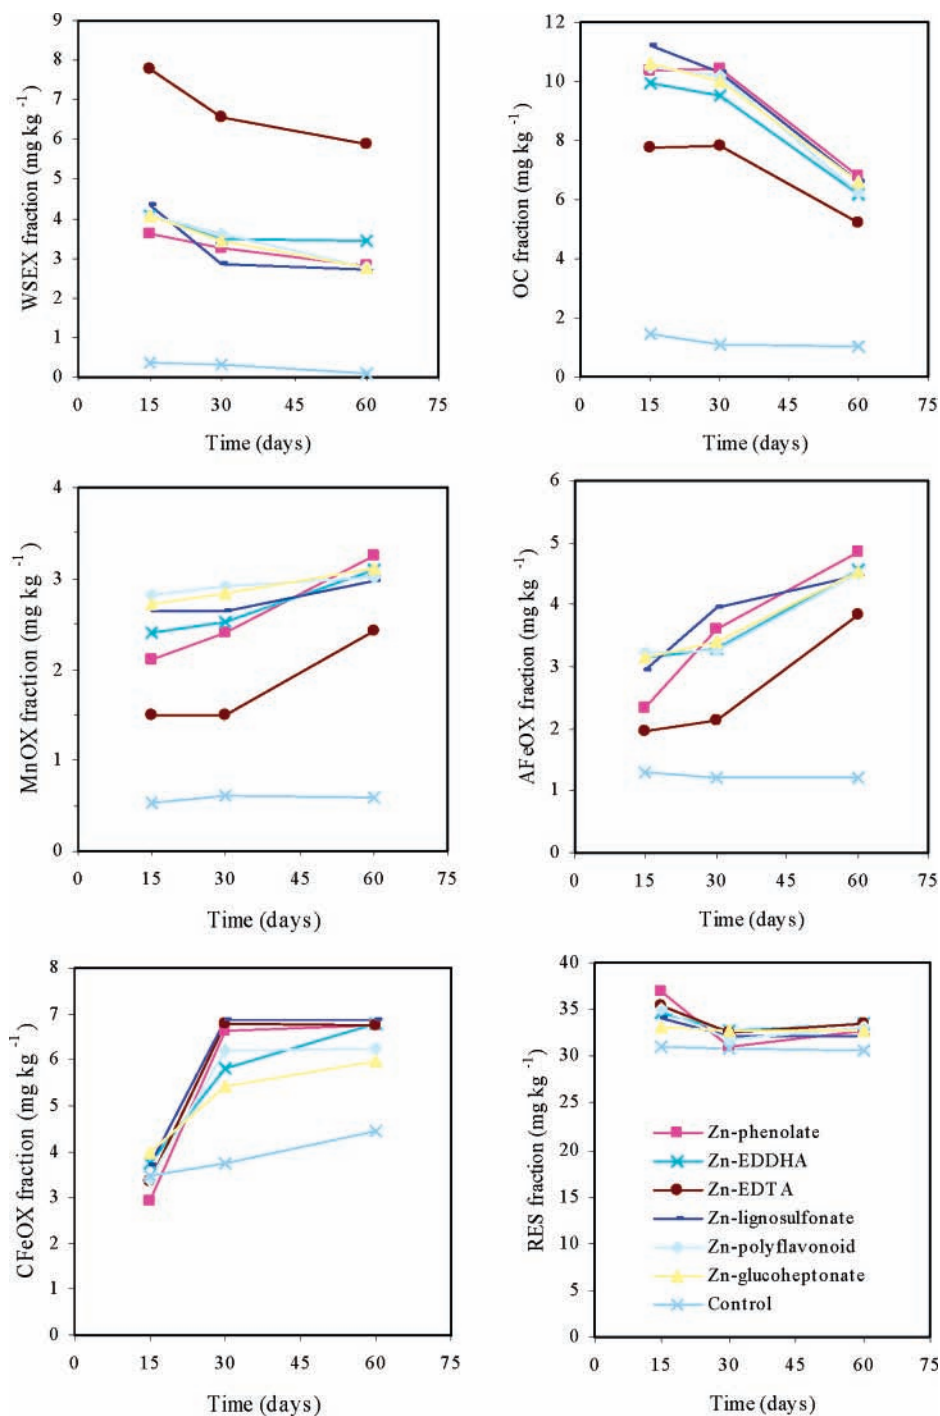 9
8
7
6
5
4
3
2
1
0
WSEX fraction (mg kg ⁻¹)
0 15 30 45 60 75
Time (days)
12
10
8
6
4
2
0
OC fraction (mg kg ⁻¹)
0 15 30 45 60 75
Time (days)
4
3
2
1
0
MnOX fraction (mg kg ⁻¹)
0 15 30 45 60 75
Time (days)
6
5
4
3
2
1
0
AFeOX fraction (mg kg ⁻¹)
0 15 30 45 60 75
Time (days)
8
7
6
5
4
3
2
1
0
CFeOX fraction (mg kg ⁻¹)
0 15 30 45 60 75
Time (days)
40
35
30
25
20
15
10
5
0
RES fraction (mg kg ⁻¹)
Zn-phenolate
Zn-EDDHA
Zn-EDTA
Zn-lignosulfonate
Zn-polyflavonoid
Zn-glucoheptonate
Control
0 15 30 45 60 75
Time (days)